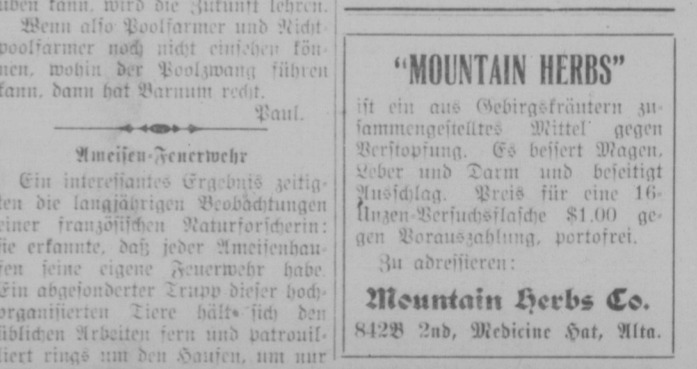 üben kann, wird die Zukunft lehren.
Wenn also Poolfarmer und Nicht
poolfarmer noch nicht einsehen kön-
nen, wohin der Poolzwang führen
kann, dann hat Barnum recht.
Paul.
Ameisen-Feuerwehr
Ein interessantes Ergebnis zeitig-
ten die langjährigen Beobachtungen
einer französischen Naturforscherin:
sie erkannte, daß jeder Ameisenhau-
fen seine eigene Feuerwehr habe.
Ein abgesonderter Trupp dieser hoch-
organisierten Tiere hält sich den
üblichen Arbeiten fern und patrouil-
liert rings um den Haufen, um nur
"MOUNTAIN HERBS"
ist ein aus Gebirgskräutern zu-
sammengestelltes Mittel gegen
Verstopfung. Es bessert Magen,
Leber und Darm und beseitigt
Ausschlag. Preis für eine 16-
Unzen-Versuchsflasche $1.00 ge-
gen Vorauszahlung, portofrei.
Zu adressieren:
Mountain Herbs Co.
842B 2nd, Medicine Hat, Alta.